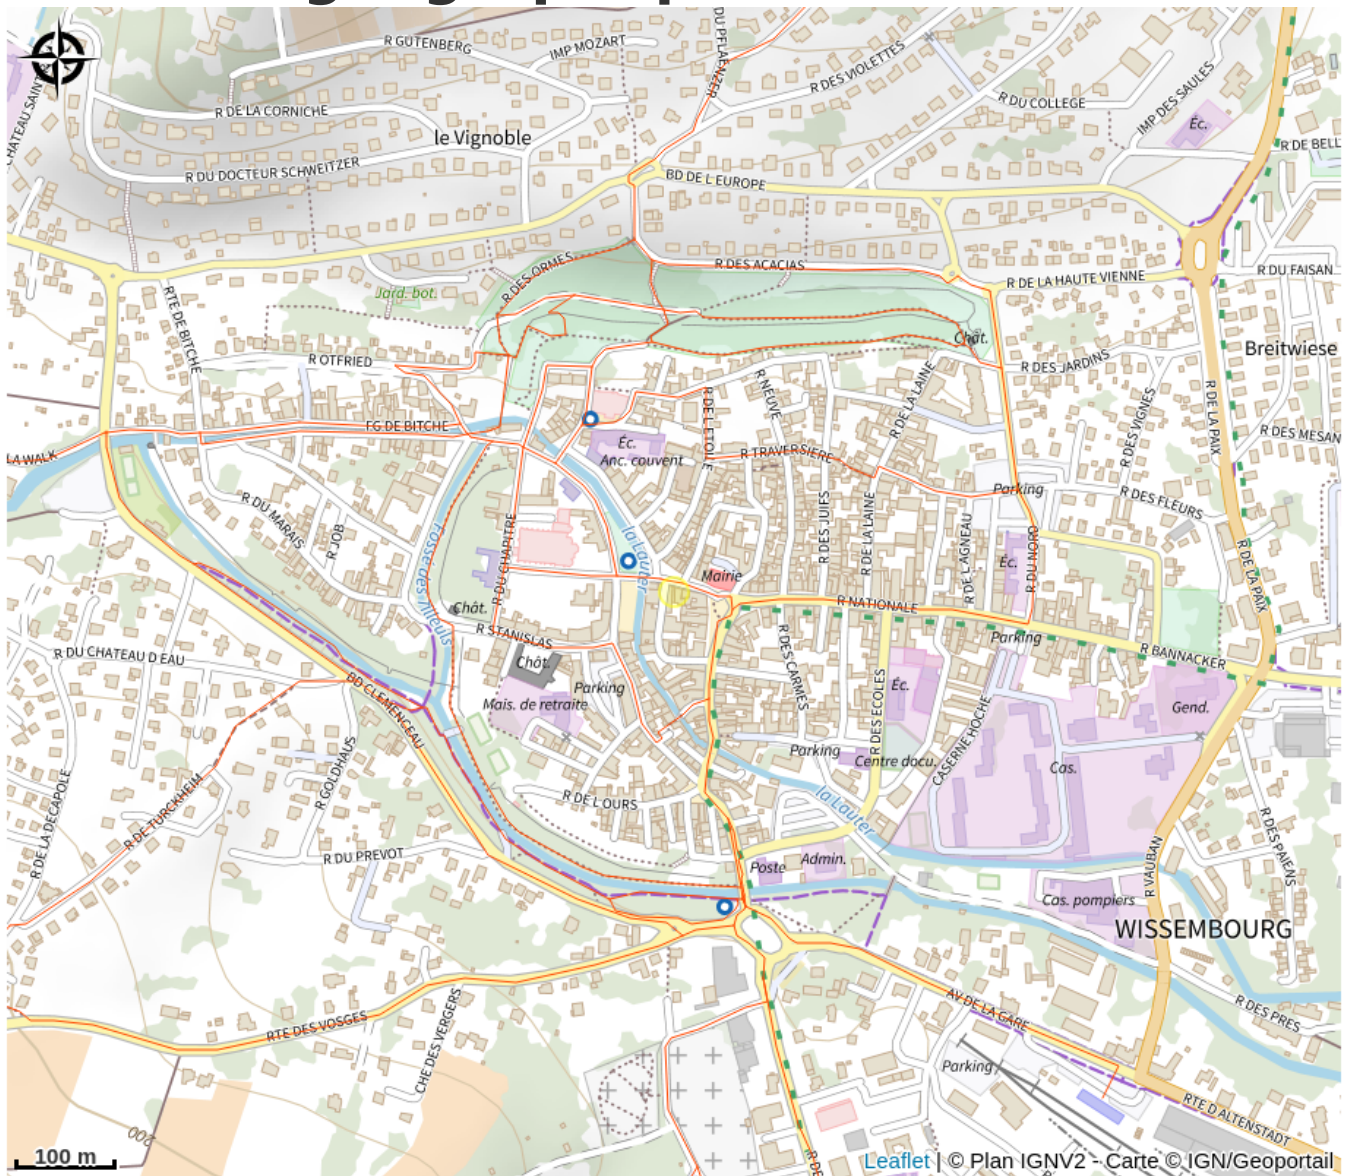 R GUTENBERG
IMP MOZART
DU PFLAENZER
R DES VIOLETTES
R DE LA CORNICHE
R DU COLLEGE
IMP DES SAULES
Éc.
le Vignoble
R DE BELL
R DU DOCTEUR SCHWEITZER
BD DE L EUROPE
CHATEAU SAINT
R DES ORMES
R DES ACACIAS
R DE LA HAUTE VIENNE
R DU FAISAN
Jard. bot.
RTE DE BITCHE
Chât.
Breitwiese
R OTFRIED
R DES JARDINS
R NEUVE
R DE LA LAINE
R DE L ETOILE
R DES VIGNES
R DE LA PAIX
FG DE BITCHE
Éc.
R DES MESAN
LA WALK
Anc. couvent
R TRAVERSIERE
Parking
R DES FLEURS
R DU MARAIS
R JOB
Fossé des Tilleuls
R DU CHAPITRE
la Lauter
R DES JUIFS
R DE LA LAINE
R DE L AGNEAU
R DU NORD
Éc.
R DE LA PAIX
Mairie
Chât.
R NATIONALE
R STANISLAS
Parking
R DU CHATEAU D EAU
Chât.
R DES CARMES
R BANNACKER
BD CLEMENCEAU
Parking
Éc.
Mais. de retraite
Gend.
R DES ECOLES
CASERNE HOCHE
Parking
Centre docu.
Cas.
R GOLDHAUS
R DE LA DECAPOLE
R DE TURCKHEIM
R DE L OURS
la Lauter
R DES PAIENS
R DU PREVOT
Poste
Admin.
R VAUBAN
Cas. pompiers
WISSEMBOURG
AV DE LA GARE
R DES PRES
RTE DES VOSGES
CHE DES VERGERS
Parking
RTE D ALTENSTADT
200
100 m
Leaflet | © Plan IGNV2 - Carte © IGN/Geoportail